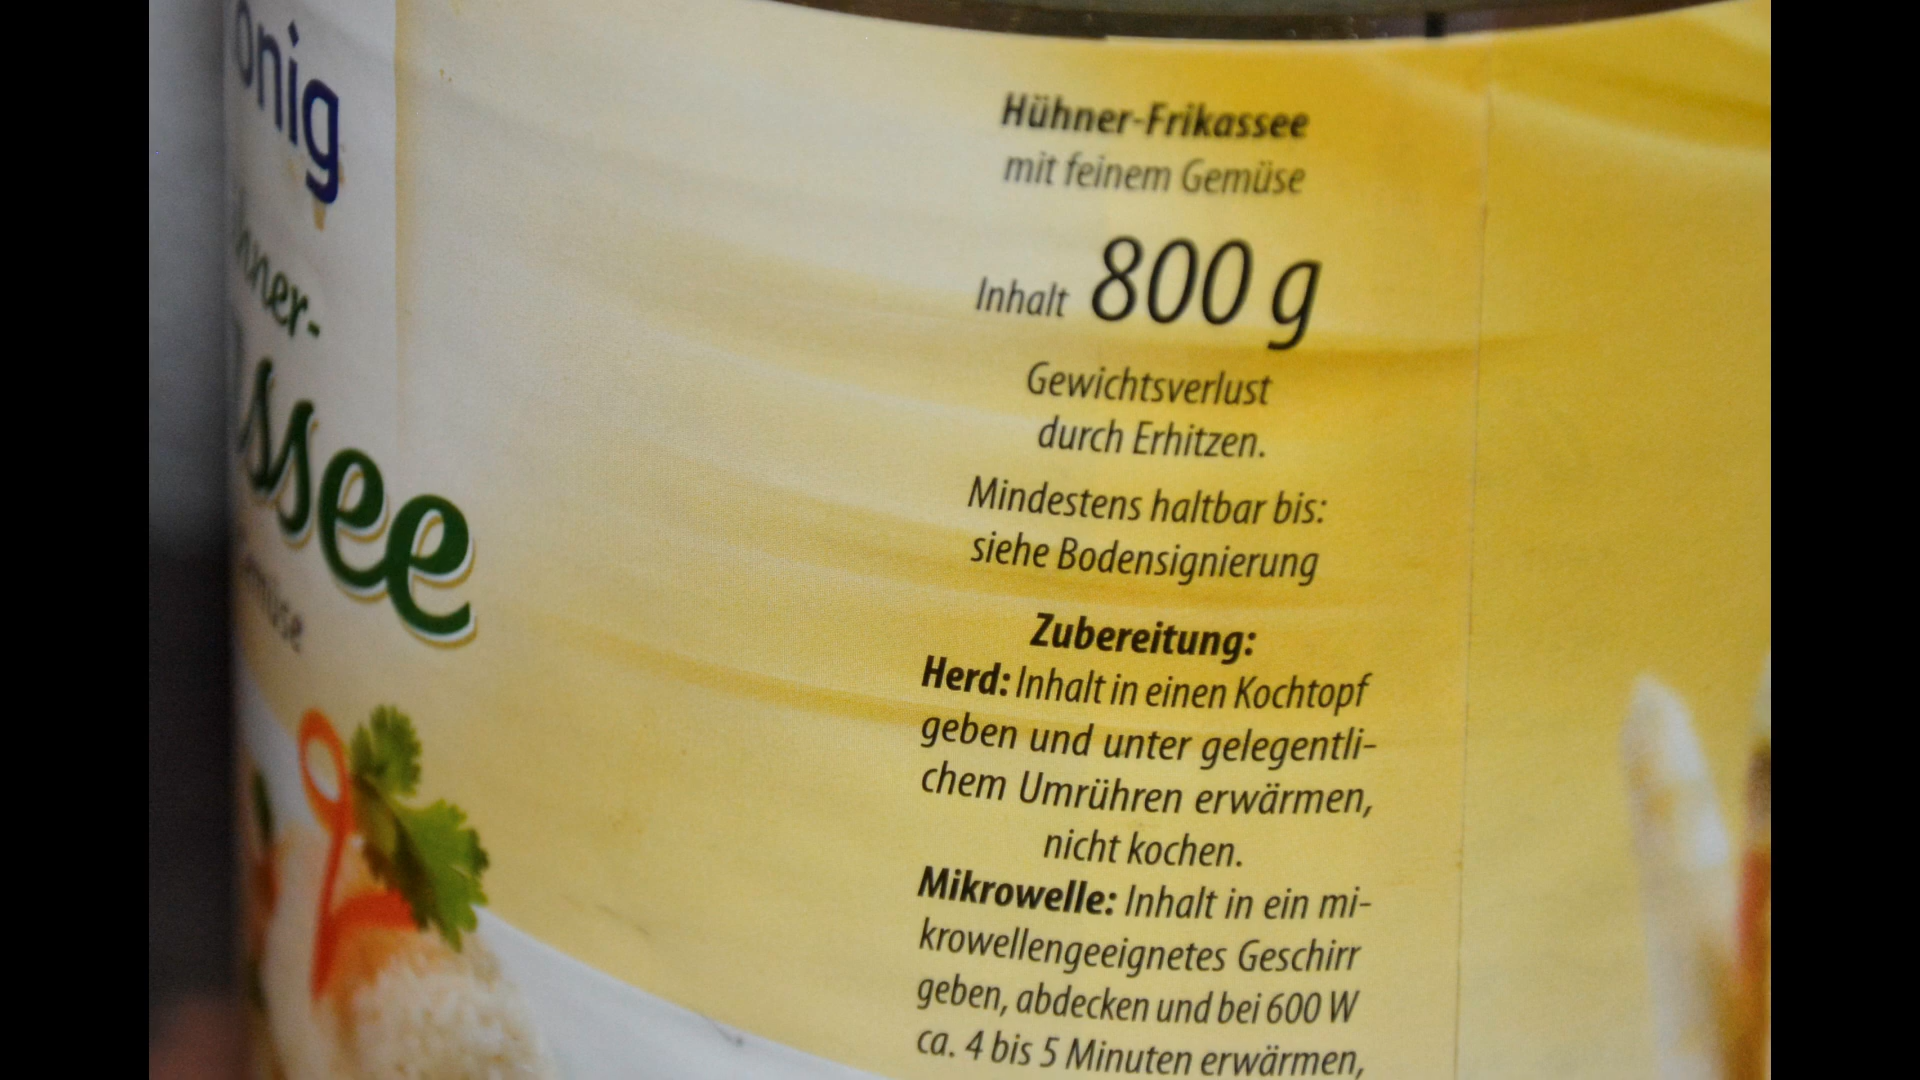 onig
Hühner-Frikassee
mit feinem Gemüse
Inhalt 800 g
Gewichtsverlust
durch Erhitzen.
Mindestens haltbar bis:
siehe Bodensignierung
Zubereitung:
Herd: Inhalt in einen Kochtopf
geben und unter gelegentli-
chem Umrühren erwärmen,
nicht kochen.
Mikrowelle: Inhalt in ein mi-
krowellengeeignetes Geschirr
geben, abdecken und bei 600 W
ca. 4 bis 5 Minuten erwärmen,
ner-
ssee